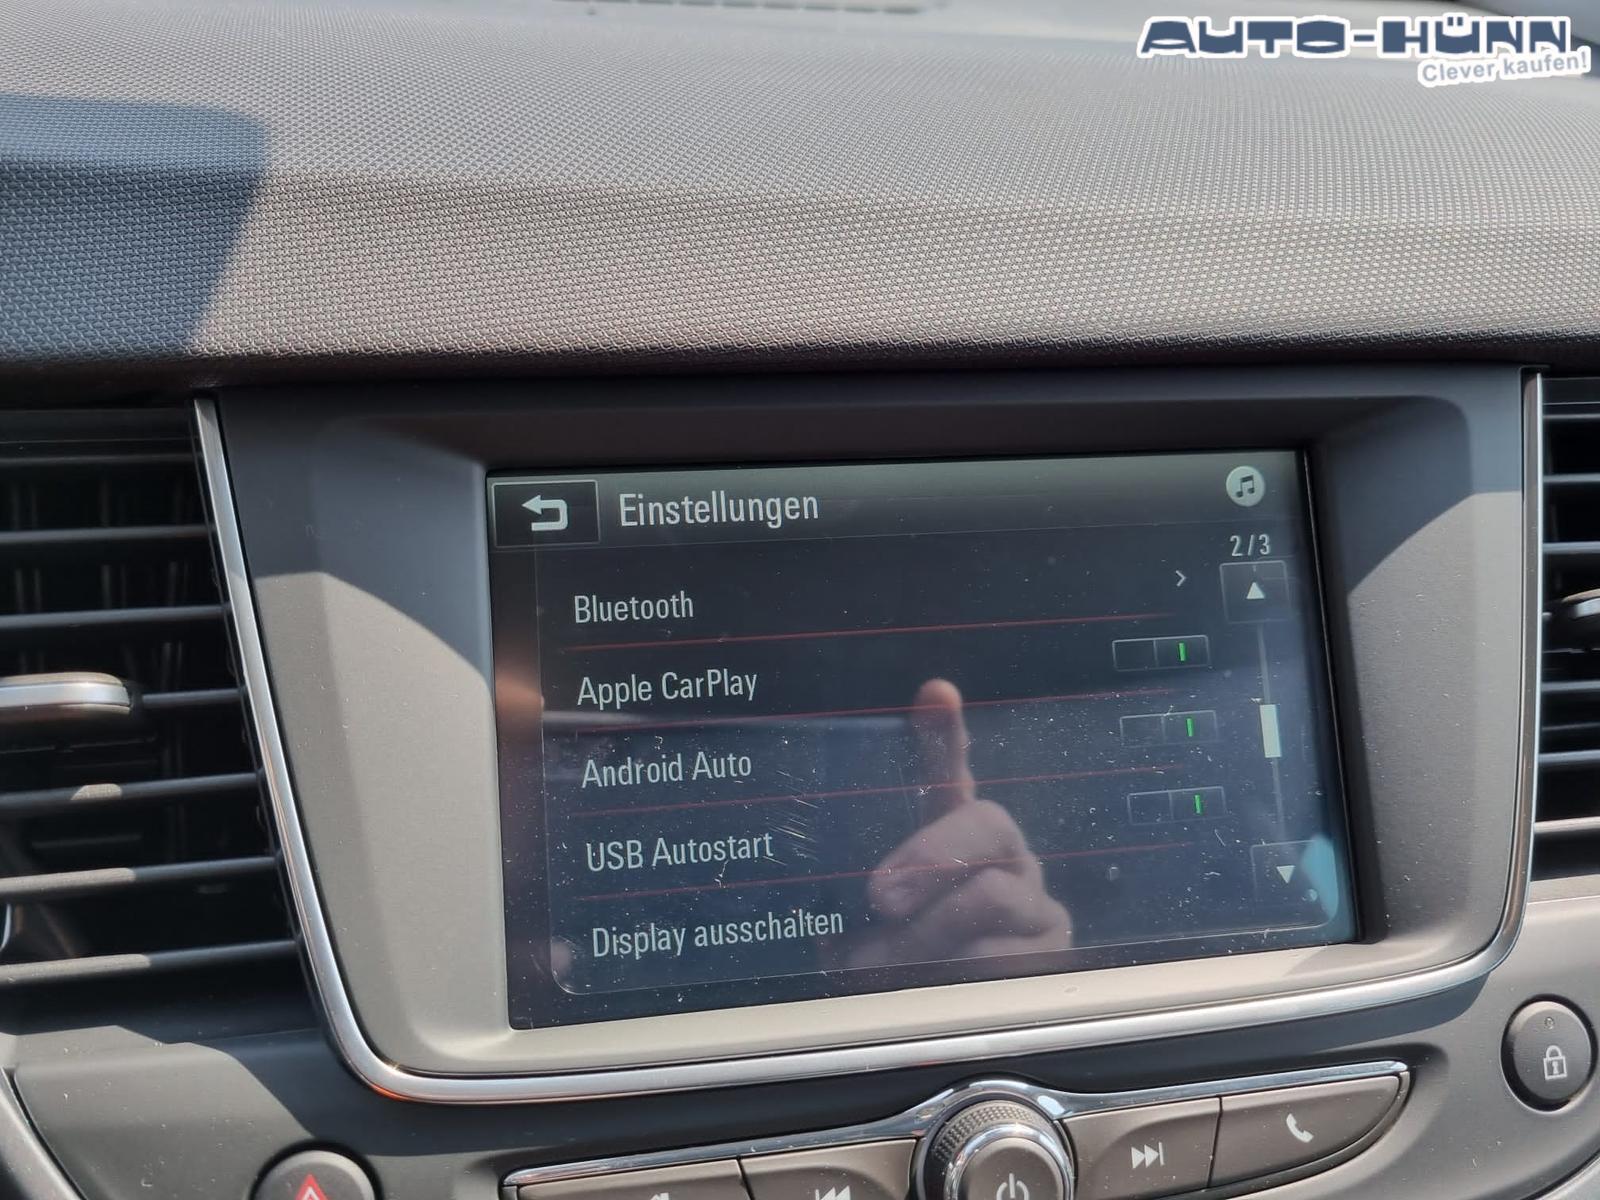 AUTO-HÜNN
Clever kaufen!
Einstellungen
2/3
Bluetooth
Apple CarPlay
Android Auto
USB Autostart
Display ausschalten